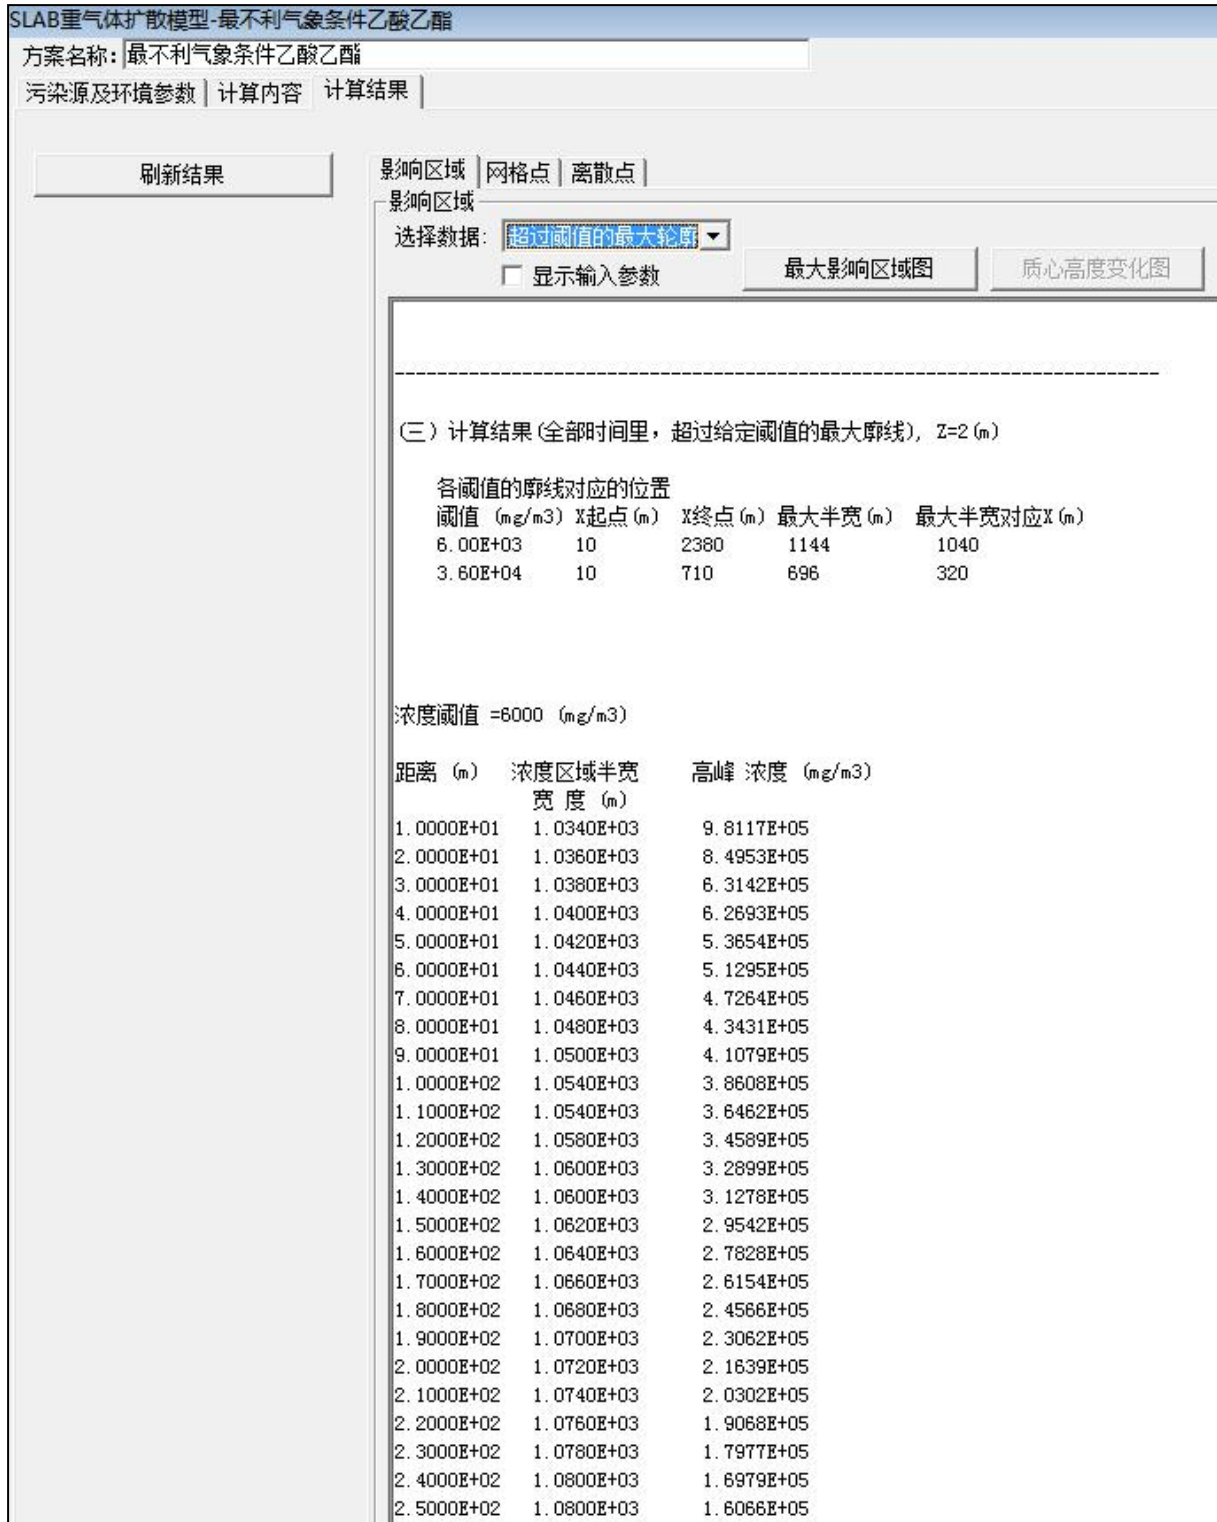 SLAB重气体扩散模型-最不利气象条件乙酸乙酯
方案名称: 最不利气象条件乙酸乙酯
污染源及环境参数 计算内容 计算结果
刷新结果
影响区域 网格点 离散点
影响区域
选择数据: 超过阈值的最大轮廓
显示输入参数 最大影响区域图 质心高度变化图
--------------------------------------------------------------------------
(三) 计算结果(全部时间里，超过给定阈值的最大廓线), Z=2(m)
各阈值的廓线对应的位置
阈值 (mg/m3) X起点(m) X终点(m) 最大半宽(m) 最大半宽对应X(m)
6.00E+03 10 2380 1144 1040
3.60E+04 10 710 696 320
浓度阈值 =6000 (mg/m3)
距离 (m) 浓度区域半宽 高峰 浓度 (mg/m3)
宽 度 (m)
1.0000E+01 1.0340E+03 9.8117E+05
2.0000E+01 1.0360E+03 8.4953E+05
3.0000E+01 1.0380E+03 6.3142E+05
4.0000E+01 1.0400E+03 6.2693E+05
5.0000E+01 1.0420E+03 5.3654E+05
6.0000E+01 1.0440E+03 5.1295E+05
7.0000E+01 1.0460E+03 4.7264E+05
8.0000E+01 1.0480E+03 4.3431E+05
9.0000E+01 1.0500E+03 4.1079E+05
1.0000E+02 1.0540E+03 3.8608E+05
1.1000E+02 1.0540E+03 3.6462E+05
1.2000E+02 1.0580E+03 3.4589E+05
1.3000E+02 1.0600E+03 3.2899E+05
1.4000E+02 1.0600E+03 3.1278E+05
1.5000E+02 1.0620E+03 2.9542E+05
1.6000E+02 1.0640E+03 2.7828E+05
1.7000E+02 1.0660E+03 2.6154E+05
1.8000E+02 1.0680E+03 2.4566E+05
1.9000E+02 1.0700E+03 2.3062E+05
2.0000E+02 1.0720E+03 2.1639E+05
2.1000E+02 1.0740E+03 2.0302E+05
2.2000E+02 1.0760E+03 1.9068E+05
2.3000E+02 1.0780E+03 1.7977E+05
2.4000E+02 1.0800E+03 1.6979E+05
2.5000E+02 1.0800E+03 1.6066E+05